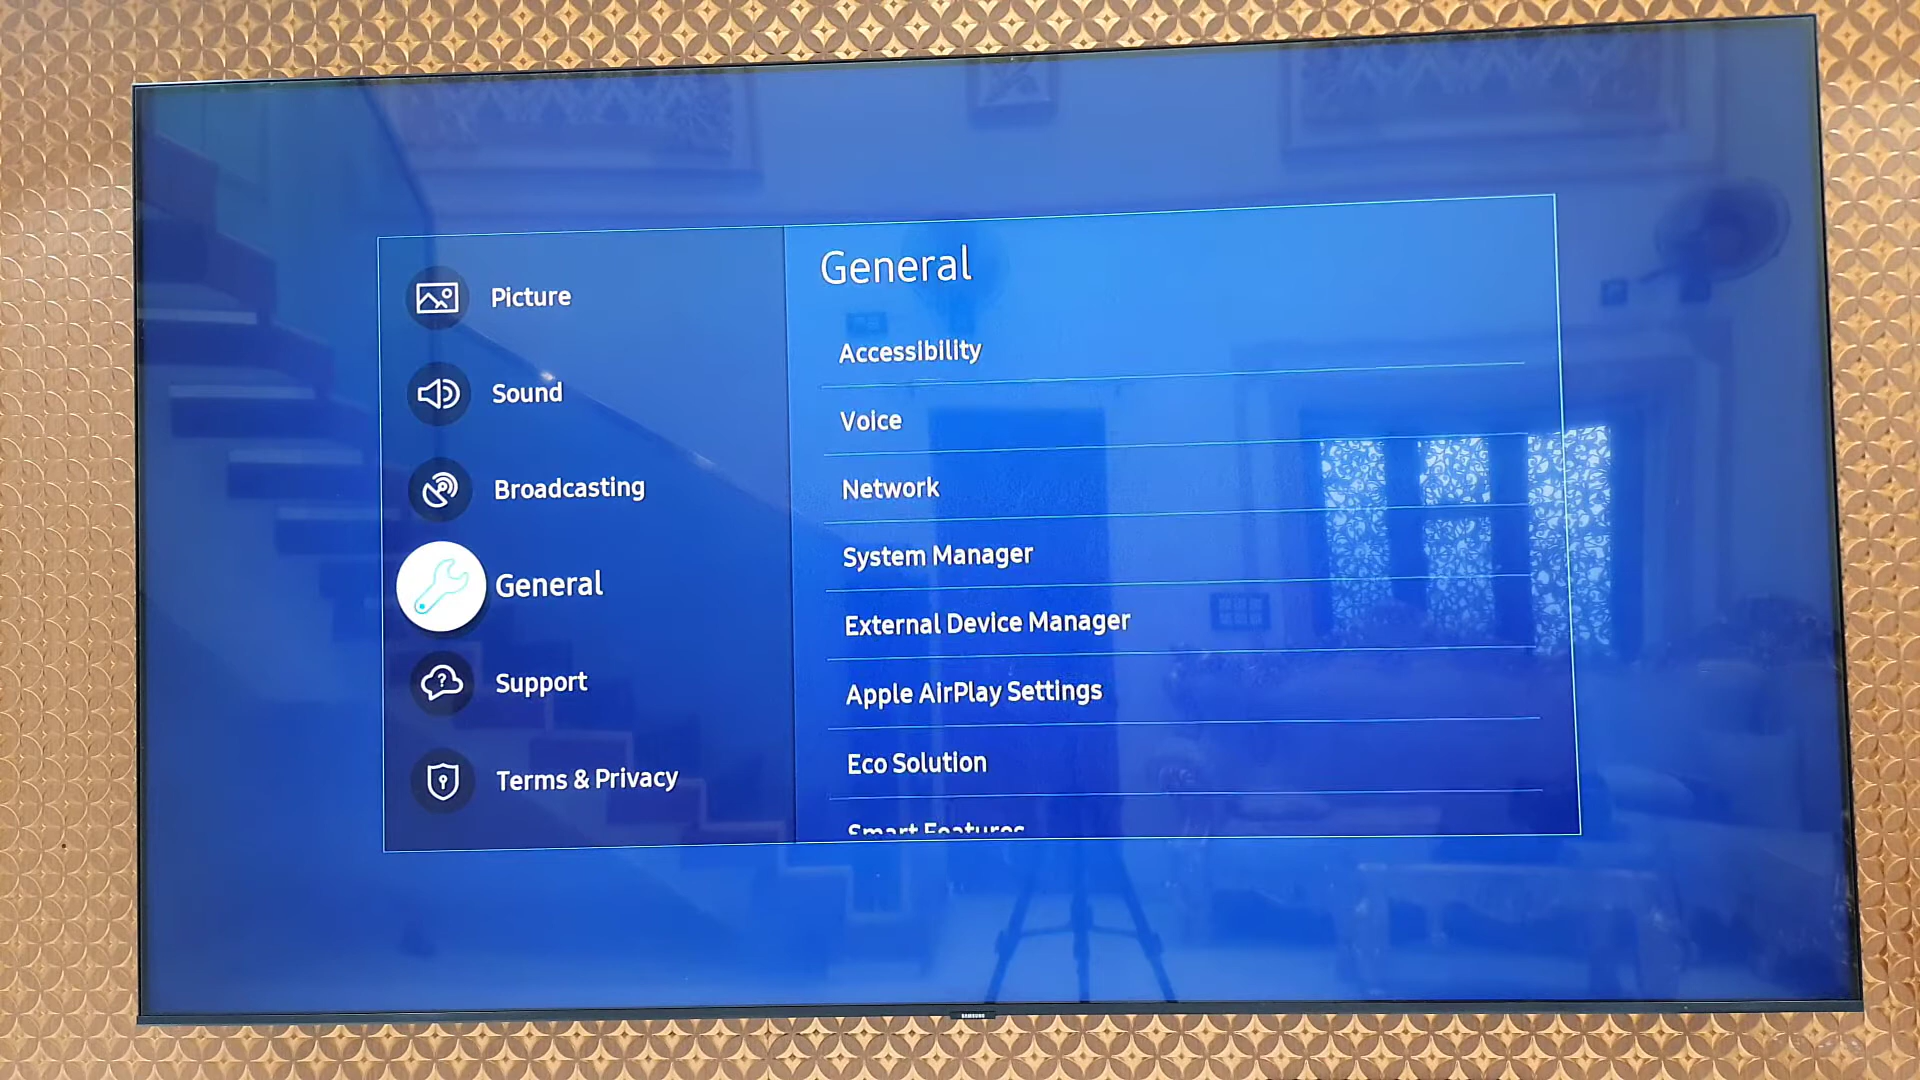 Picture
Sound
Broadcasting
General
Support
Terms & Privacy
General
Accessibility
Voice
Network
System Manager
External Device Manager
Apple AirPlay Settings
Eco Solution
Smart Features
SAMSUNG